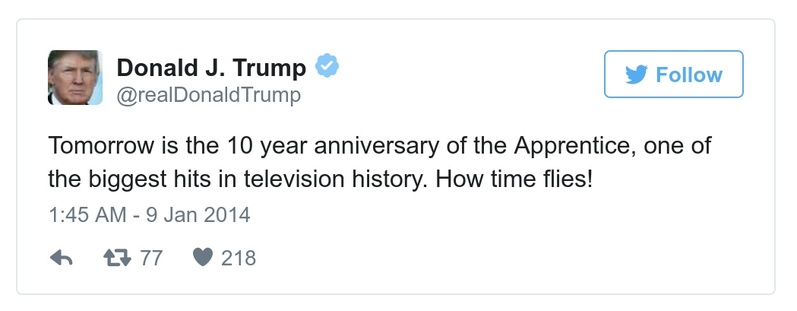 Donald J. Trump
@realDonaldTrump
Follow
Tomorrow is the 10 year anniversary of the Apprentice, one of
the biggest hits in television history. How time flies!
1:45 AM - 9 Jan 2014
77 218